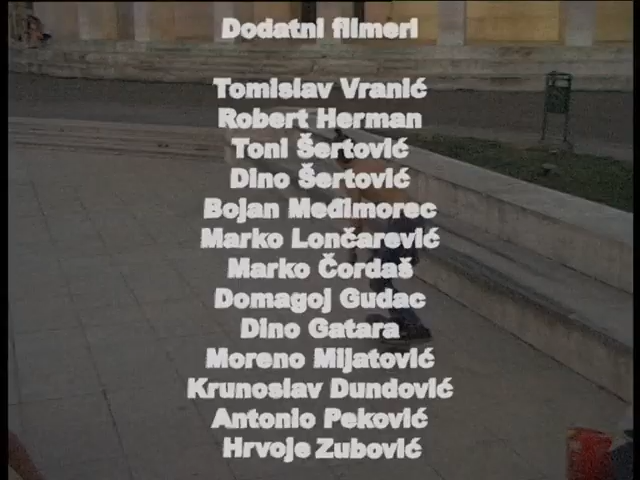 Dodatni filmeri
Tomislav Vranić
Robert Herman
Toni Šertović
Dino Šertović
Bojan Međimorec
Marko Lončarević
Marko Čordaš
Domagoj Gudac
Dino Gatara
Moreno Mijatović
Krunoslav Dundović
Antonio Peković
Hrvoje Zubović